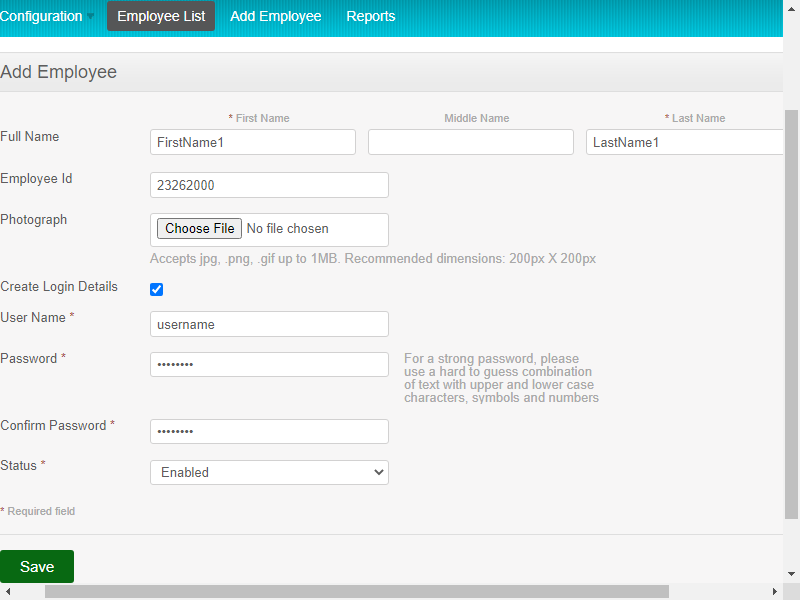 Configuration Employee List Add Employee Reports
Add Employee
* First Name Middle Name * Last Name
Full Name FirstName1 LastName1
Employee Id 23262000
Photograph Choose File No file chosen
Accepts jpg, .png, .gif up to 1MB. Recommended dimensions: 200px X 200px
Create Login Details
User Name * username
Password * •••••••• For a strong password, please
use a hard to guess combination
of text with upper and lower case
characters, symbols and numbers
Confirm Password * ••••••••
Status * Enabled
* Required field
Save